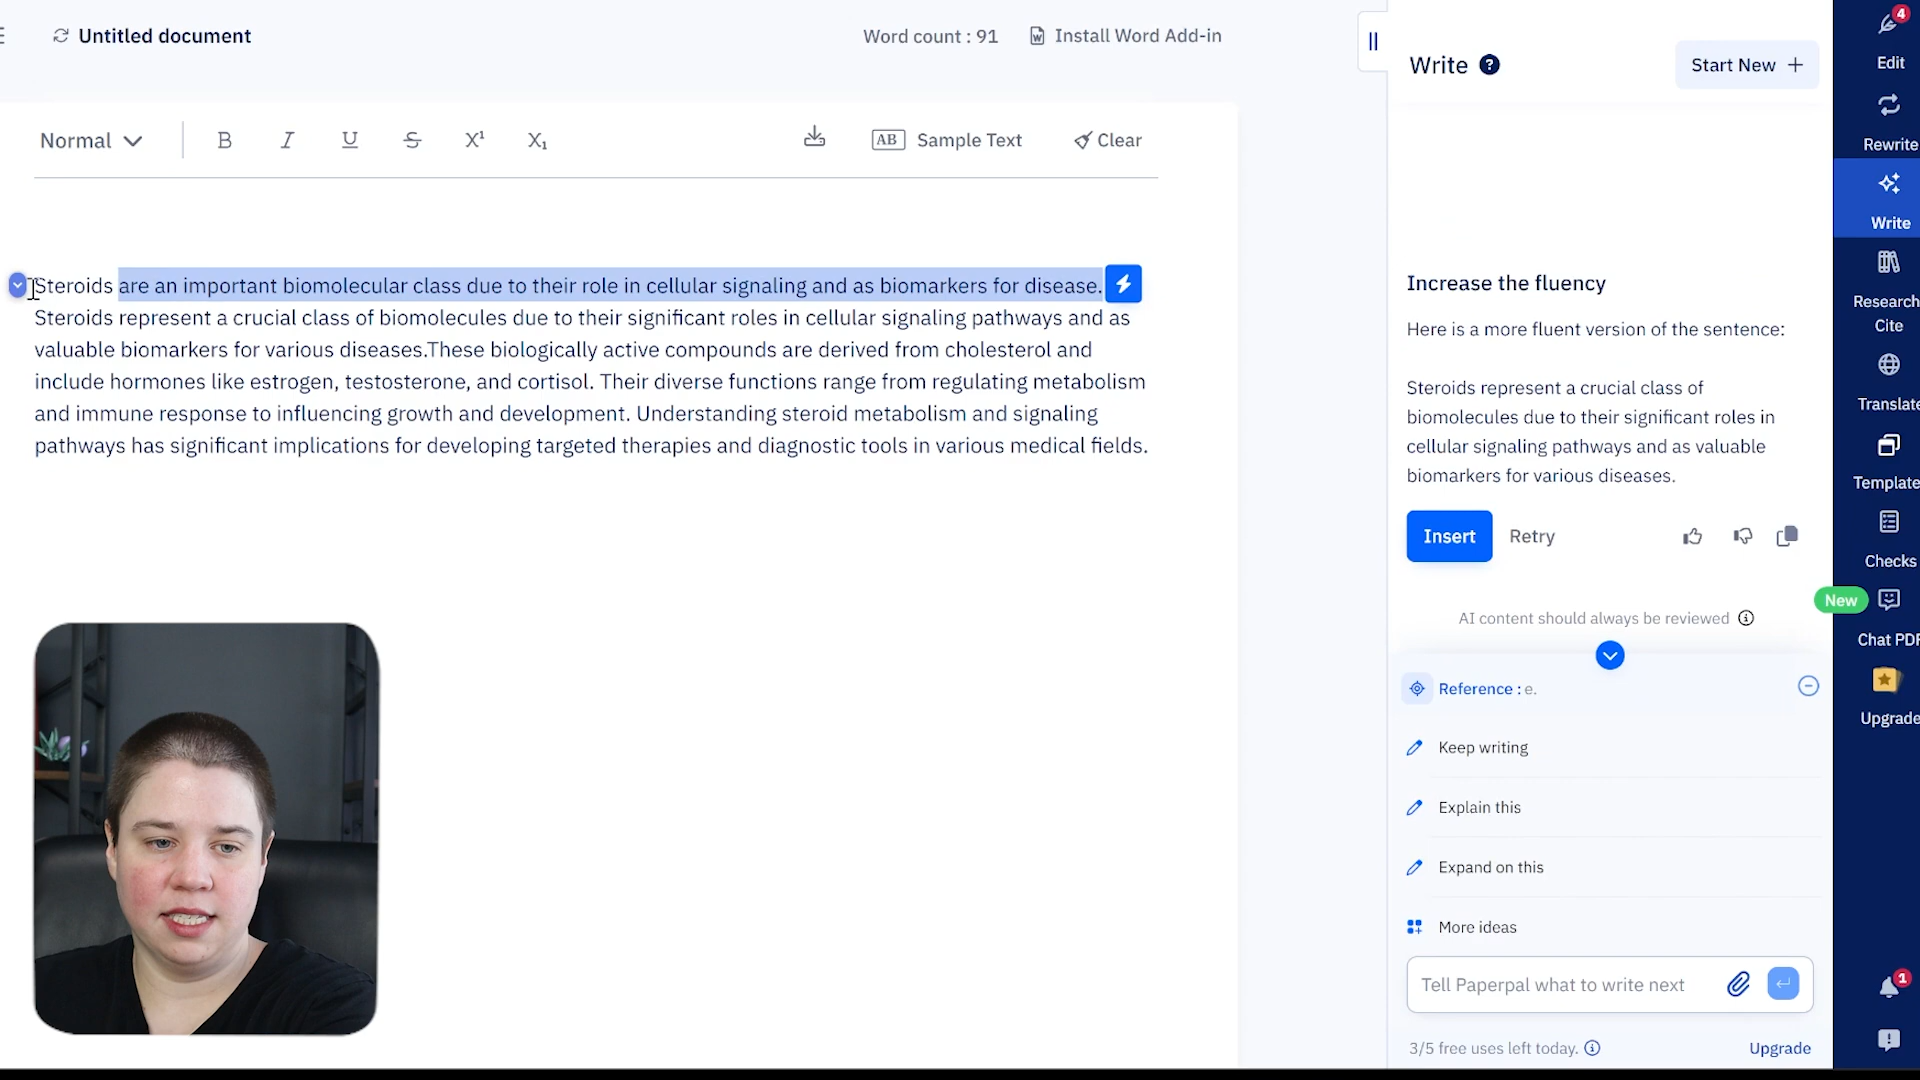 Untitled document
Word count : 91
Install Word Add-in
Normal
B
I
U
S
X¹
X₁
AB
Sample Text
Clear
Steroids are an important biomolecular class due to their role in cellular signaling and as biomarkers for disease.
Steroids represent a crucial class of biomolecules due to their significant roles in cellular signaling pathways and as
valuable biomarkers for various diseases.These biologically active compounds are derived from cholesterol and
include hormones like estrogen, testosterone, and cortisol. Their diverse functions range from regulating metabolism
and immune response to influencing growth and development. Understanding steroid metabolism and signaling
pathways has significant implications for developing targeted therapies and diagnostic tools in various medical fields.
Write ?
Start New +
Increase the fluency
Here is a more fluent version of the sentence:
Steroids represent a crucial class of
biomolecules due to their significant roles in
cellular signaling pathways and as valuable
biomarkers for various diseases.
Insert
Retry
AI content should always be reviewed
Reference : e.
Keep writing
Explain this
Expand on this
More ideas
Tell Paperpal what to write next
3/5 free uses left today.
Upgrade
4
Edit
Rewrite
Write
Research
Cite
Translate
Template
Checks
New
Chat PDF
Upgrade
1